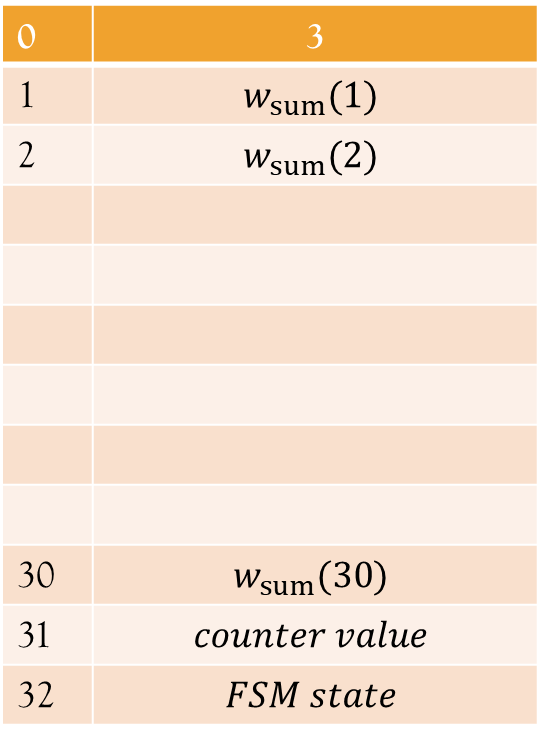 0 3
1 w_sum(1)
2 w_sum(2)
30 w_sum(30)
31 counter value
32 FSM state